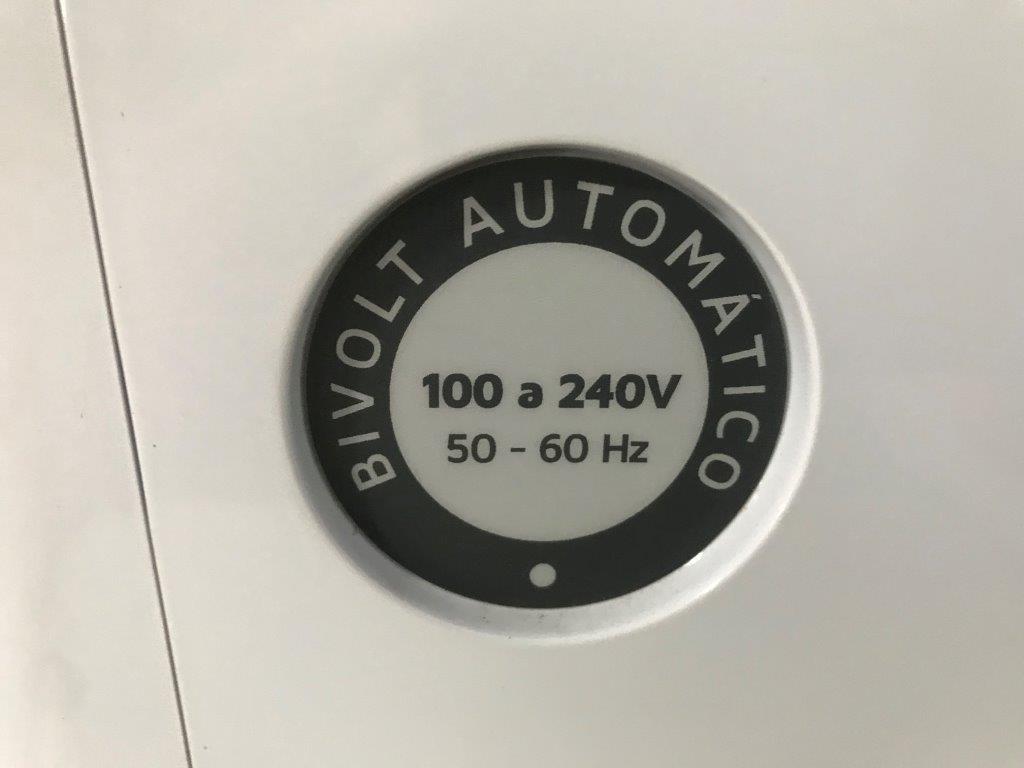 BIVOLT AUTOMÁTICO
100 a 240V
50 - 60 Hz